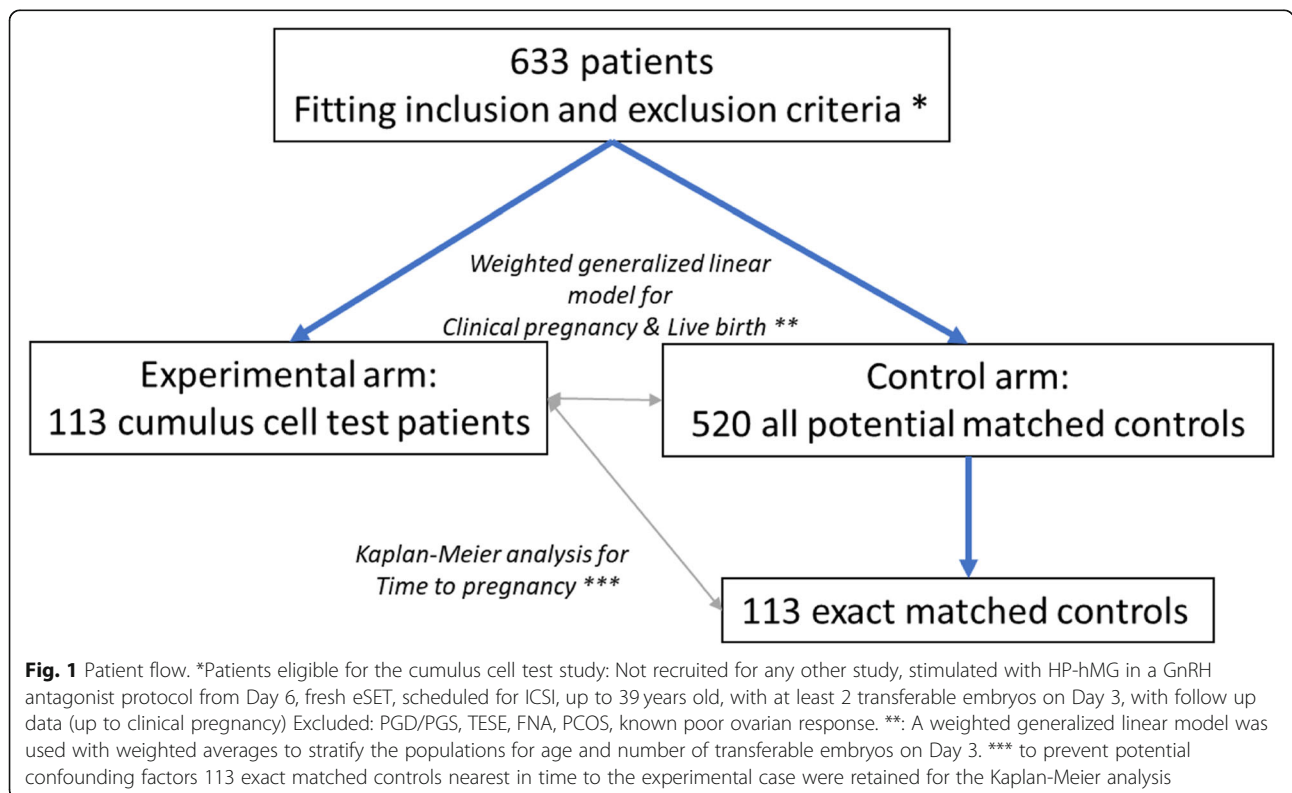 633 patients
Fitting inclusion and exclusion criteria *
Weighted generalized linear
model for
Clinical pregnancy & Live birth **
Experimental arm:
113 cumulus cell test patients
Control arm:
520 all potential matched controls
Kaplan-Meier analysis for
Time to pregnancy ***
113 exact matched controls
Fig. 1 Patient flow. *Patients eligible for the cumulus cell test study: Not recruited for any other study, stimulated with HP-hMG in a GnRH
antagonist protocol from Day 6, fresh eSET, scheduled for ICSI, up to 39 years old, with at least 2 transferable embryos on Day 3, with follow up
data (up to clinical pregnancy) Excluded: PGD/PGS, TESE, FNA, PCOS, known poor ovarian response. **: A weighted generalized linear model was
used with weighted averages to stratify the populations for age and number of transferable embryos on Day 3. *** to prevent potential
confounding factors 113 exact matched controls nearest in time to the experimental case were retained for the Kaplan-Meier analysis